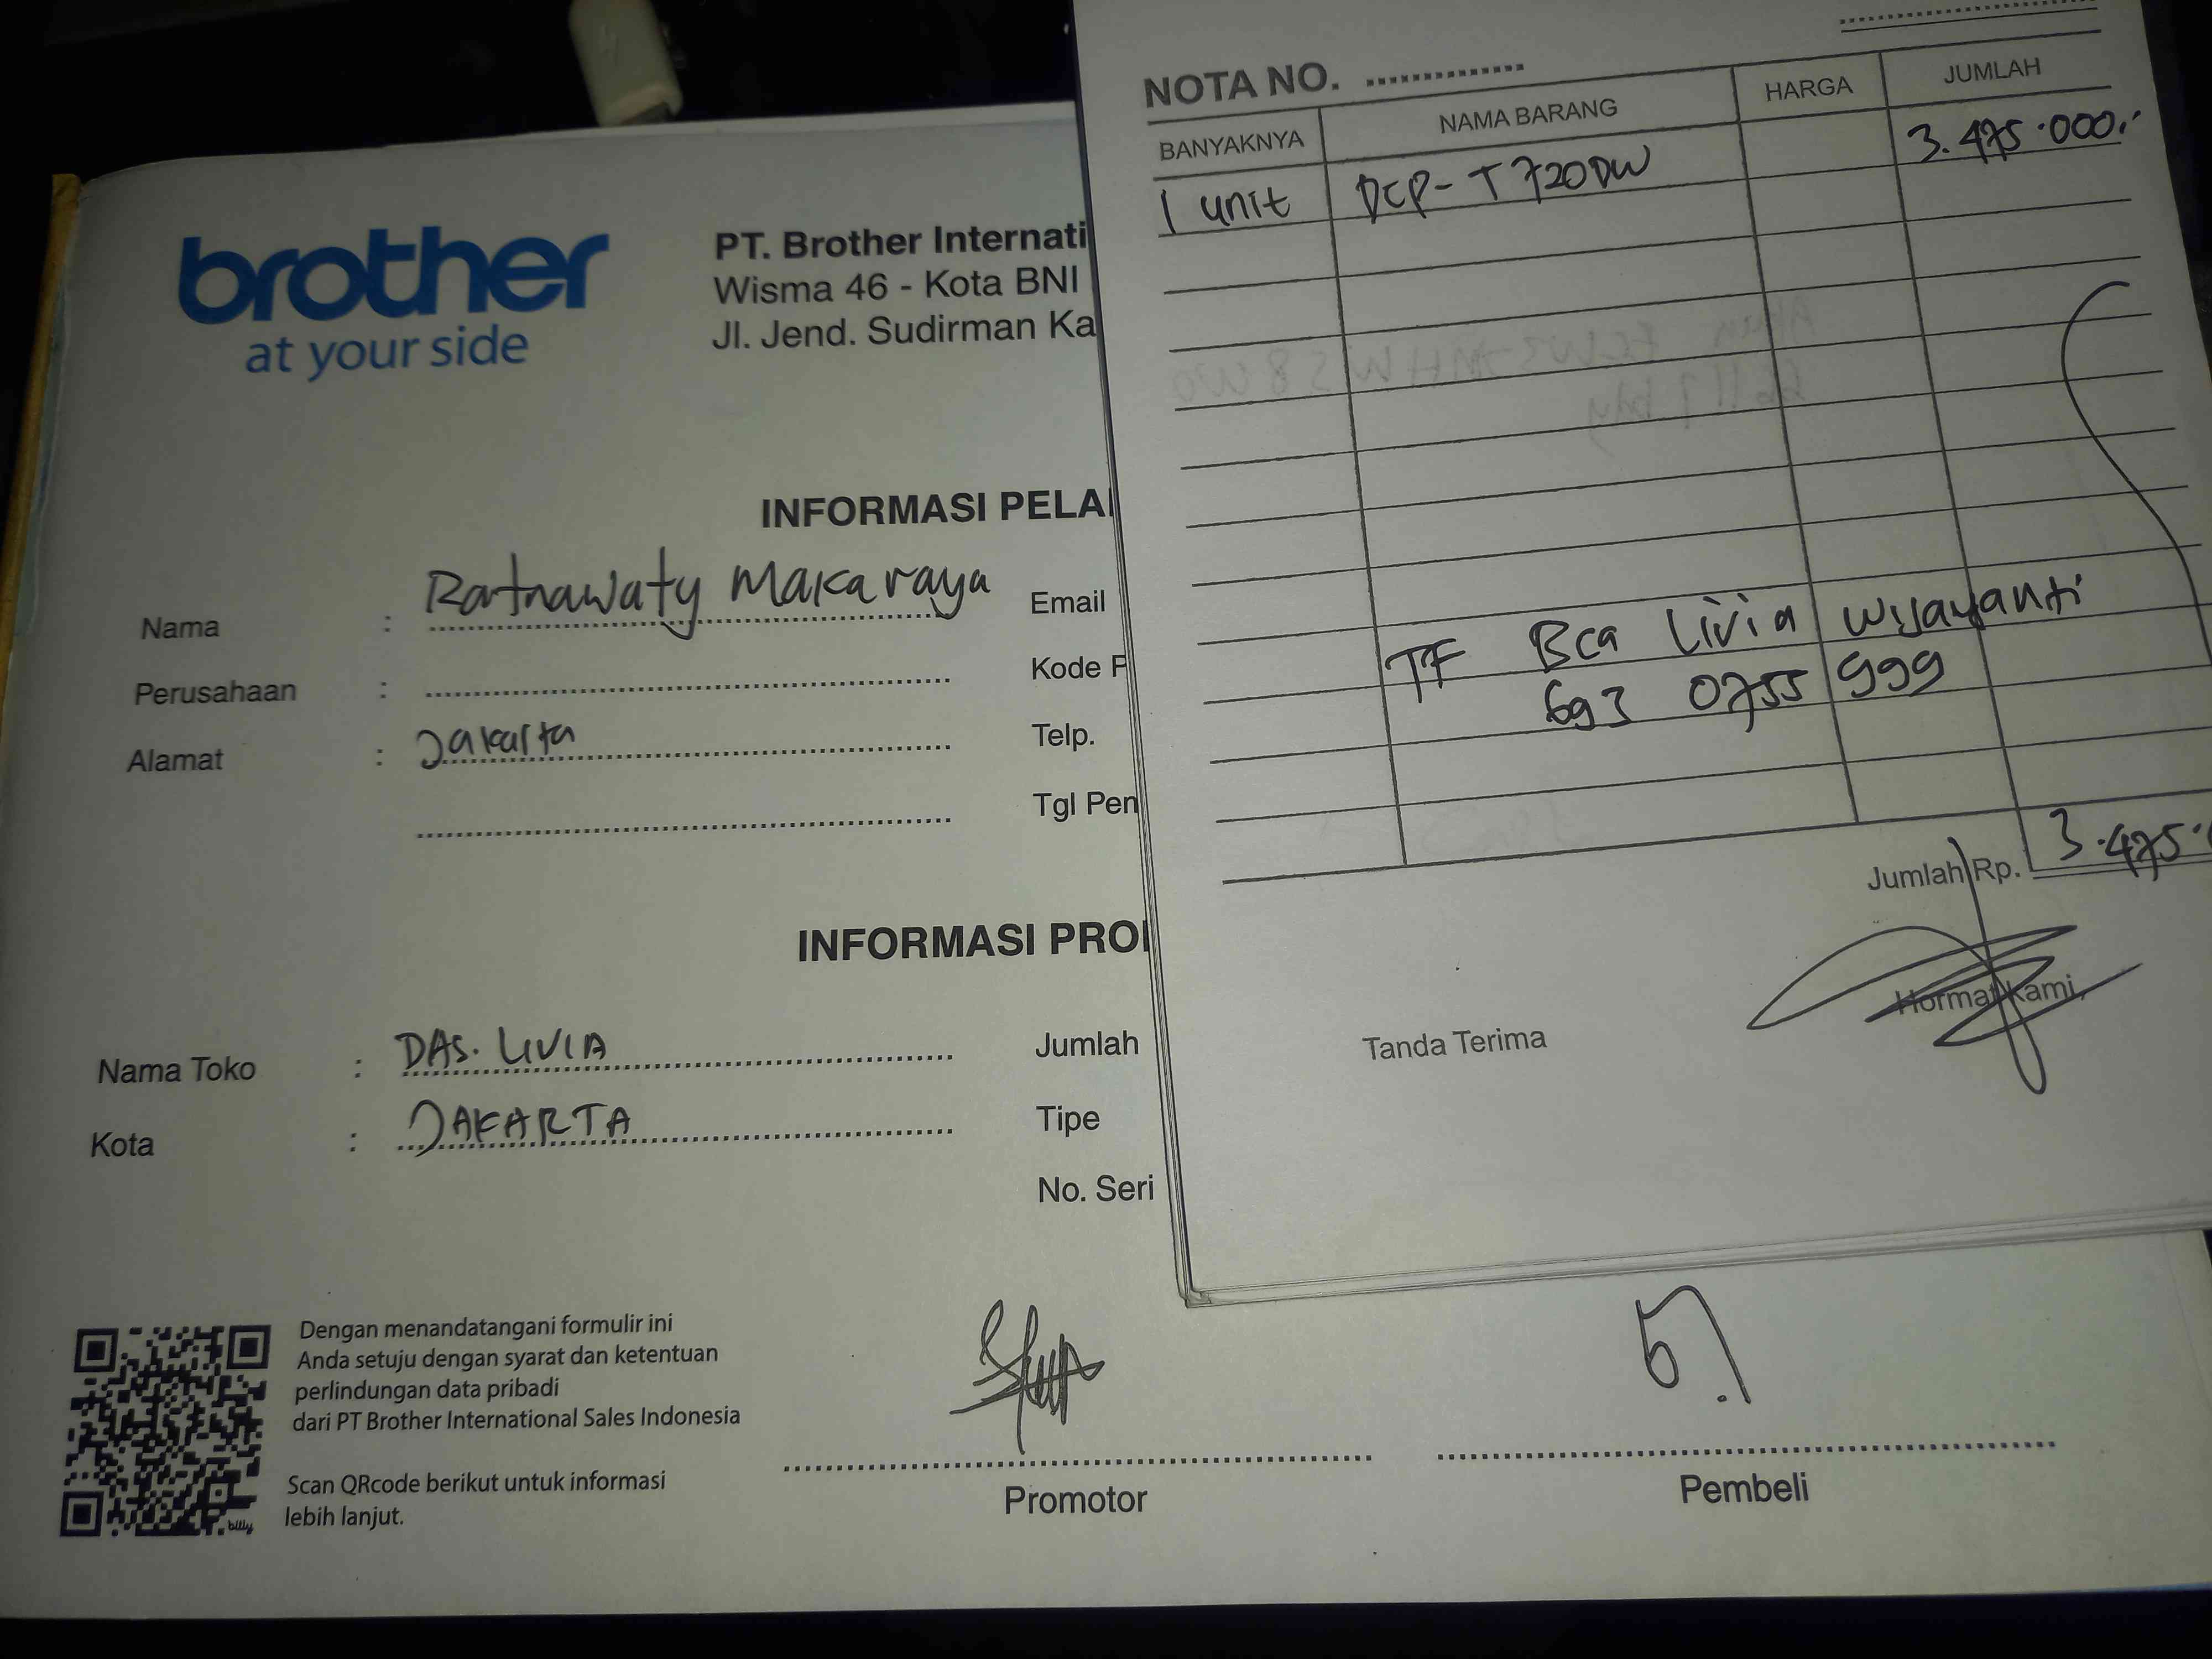 brother
at your side
PT. Brother Internati
Wisma 46 - Kota BNI
Jl. Jend. Sudirman Ka
INFORMASI PELA
Nama : Ratnawaty Makaraya
Email
Perusahaan :
Kode P
Alamat : Jakarta
Telp.
Tgl Pen
INFORMASI PRO
Nama Toko : DAS. LIVIA
Jumlah
Kota : JAKARTA
Tipe
No. Seri
Dengan menandatangani formulir ini
Anda setuju dengan syarat dan ketentuan
perlindungan data pribadi
dari PT Brother International Sales Indonesia
Scan QRcode berikut untuk informasi
lebih lanjut.
billy
Promotor
Pembeli
NOTA NO.
BANYAKNYA NAMA BARANG HARGA JUMLAH
1 unit DCP-T720DW 3.475.000.-
TF Bca Livia Wijayanti
693 0755 999
Jumlah Rp. 3.475.
Tanda Terima
Hormat Kami,